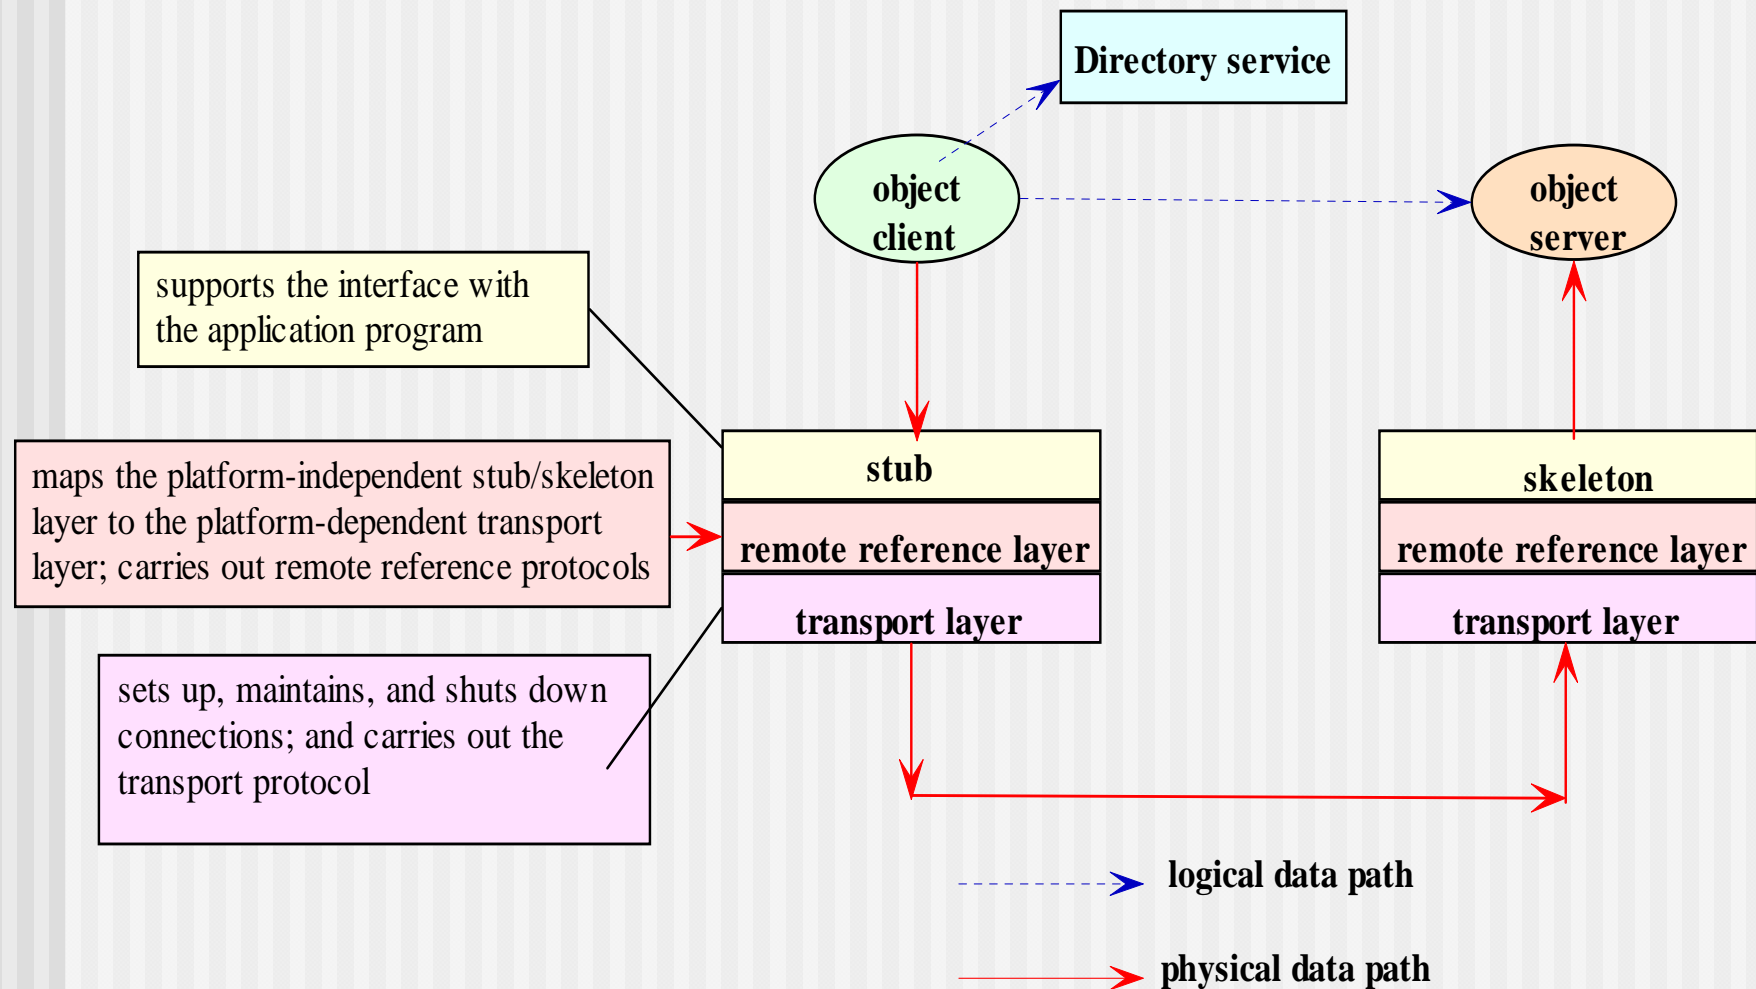 Directory service
object
client
object
server
supports the interface with
the application program
maps the platform-independent stub/skeleton
layer to the platform-dependent transport
layer; carries out remote reference protocols
sets up, maintains, and shuts down
connections; and carries out the
transport protocol
stub
remote reference layer
transport layer
skeleton
remote reference layer
transport layer
logical data path
physical data path